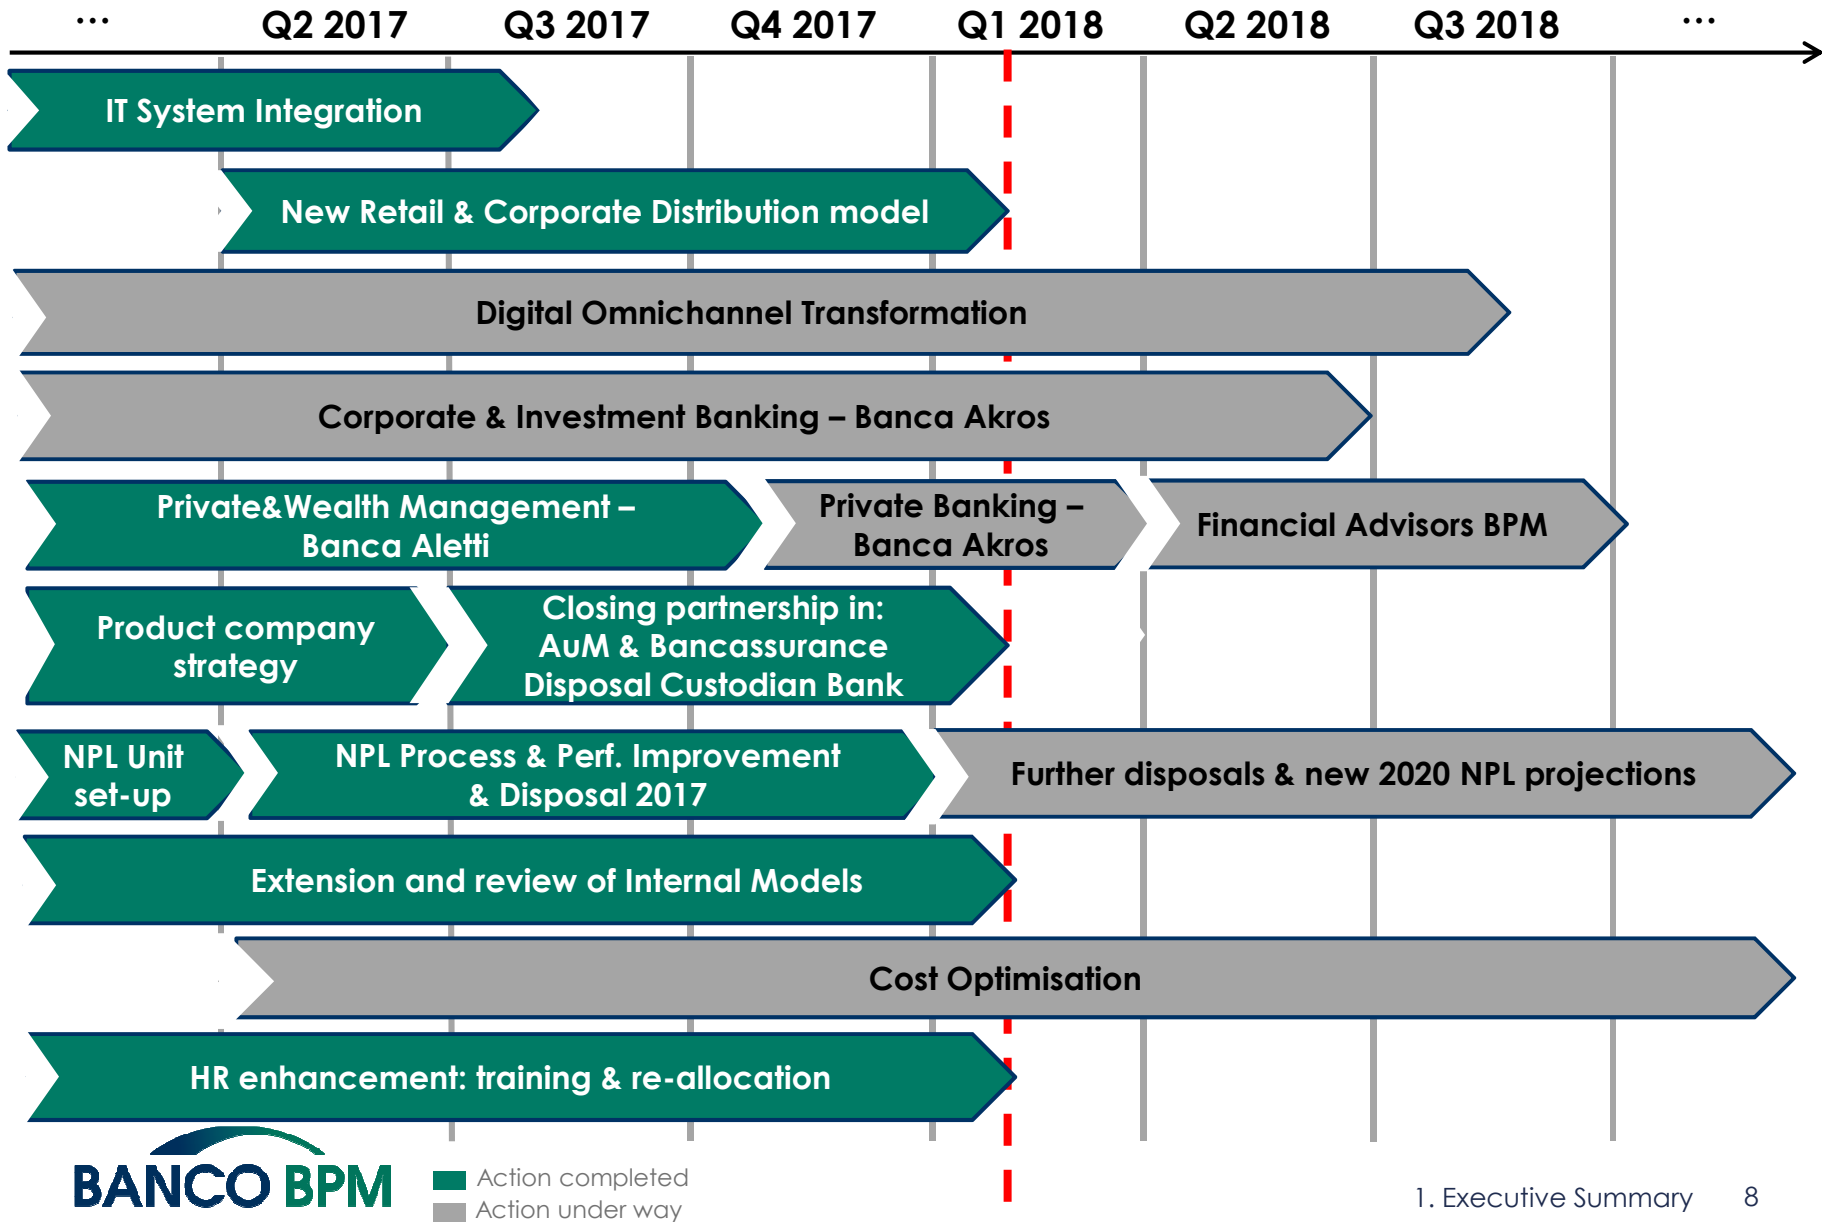 ... Q2 2017 Q3 2017 Q4 2017 Q1 2018 Q2 2018 Q3 2018 ...
IT System Integration
New Retail & Corporate Distribution model
Digital Omnichannel Transformation
Corporate & Investment Banking – Banca Akros
Private&Wealth Management –
Banca Aletti
Private Banking –
Banca Akros
Financial Advisors BPM
Product company
strategy
Closing partnership in:
AuM & Bancassurance
Disposal Custodian Bank
NPL Unit
set-up
NPL Process & Perf. Improvement
& Disposal 2017
Further disposals & new 2020 NPL projections
Extension and review of Internal Models
Cost Optimisation
HR enhancement: training & re-allocation
BANCO BPM
Action completed
Action under way
1. Executive Summary 8